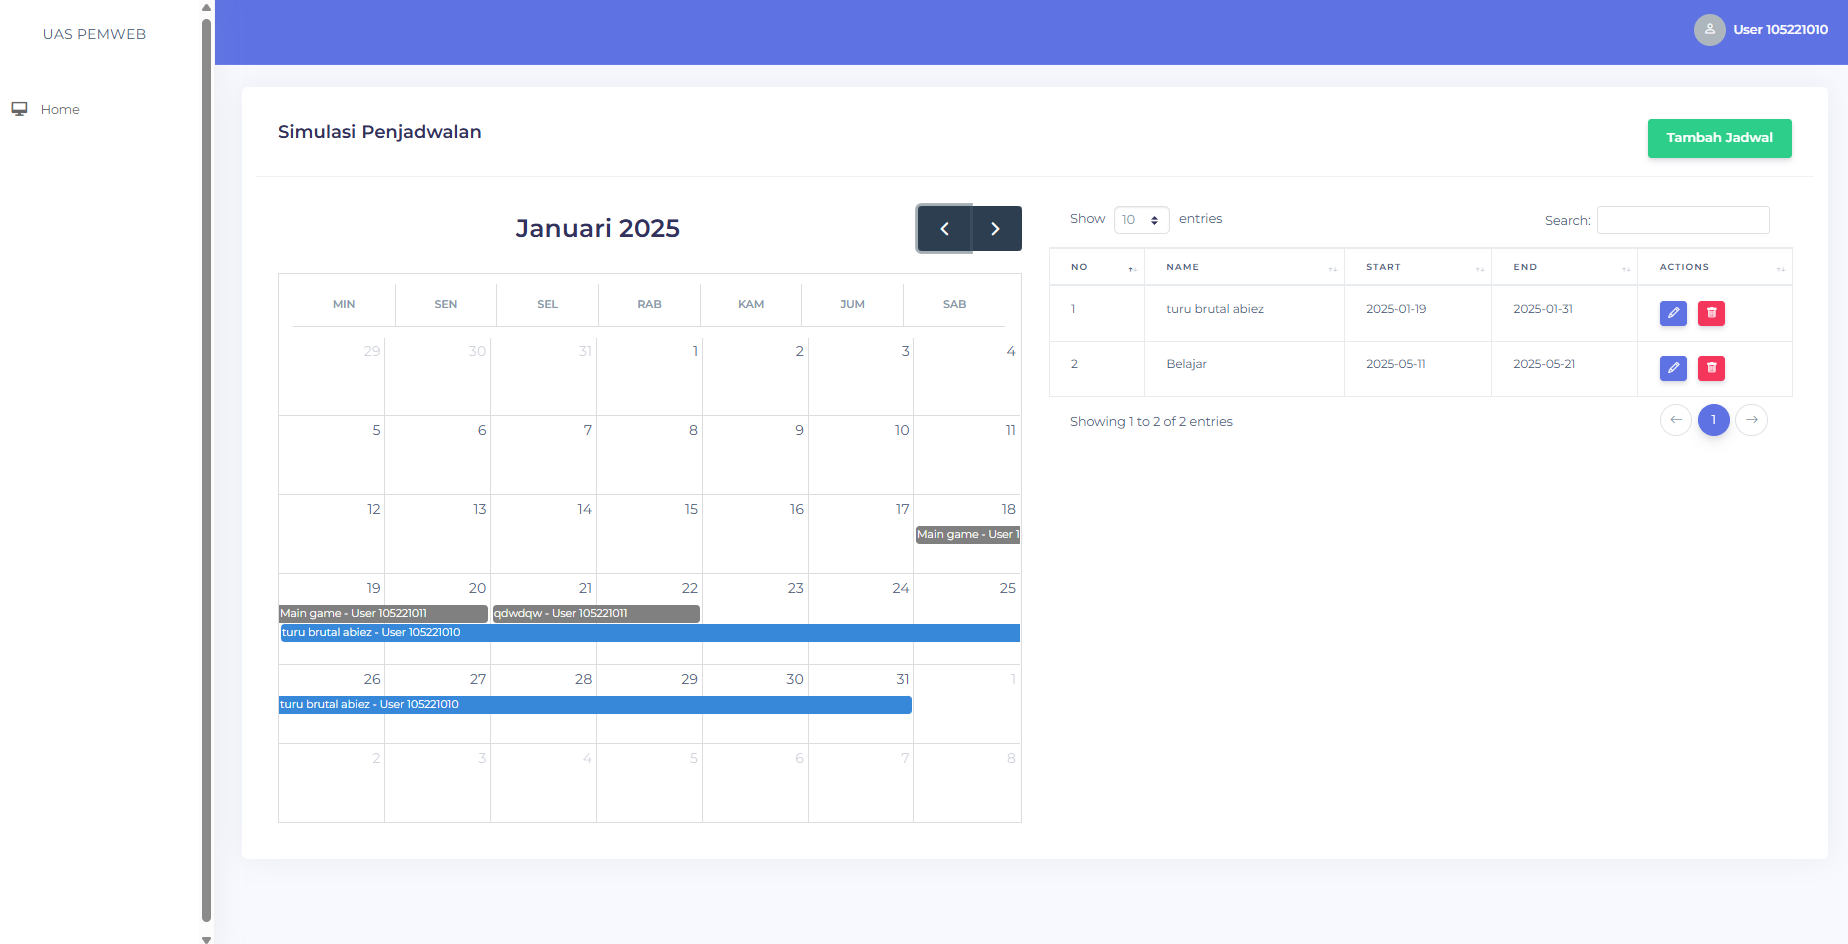 UAS PEMWEB
Home
User 105221010
Simulasi Penjadwalan
Tambah Jadwal
Januari 2025
MIN SEN SEL RAB KAM JUM SAB
29 30 31 1 2 3 4
5 6 7 8 9 10 11
12 13 14 15 16 17 18
Main game - User 1
19 20 21 22 23 24 25
Main game - User 105221011 qdwdqw - User 105221011
turu brutal abiez - User 105221010
26 27 28 29 30 31 1
turu brutal abiez - User 105221010
2 3 4 5 6 7 8
Show 10 entries Search:
NO NAME START END ACTIONS
1 turu brutal abiez 2025-01-19 2025-01-31
2 Belajar 2025-05-11 2025-05-21
Showing 1 to 2 of 2 entries
1